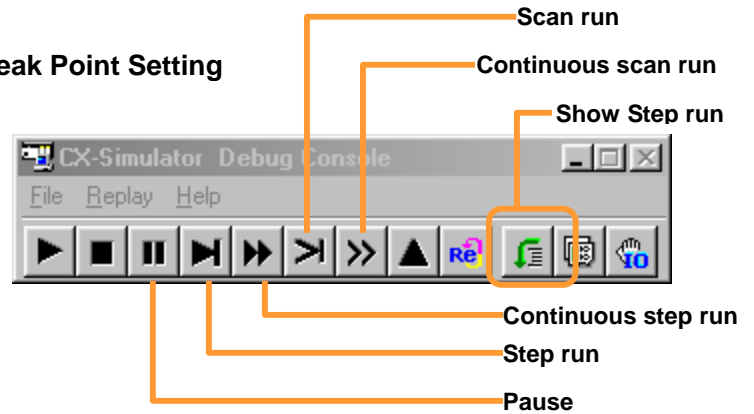 Scan run
eak Point Setting
Continuous scan run
Show Step run
CX-Simulator Debug Console
File Replay Help
Re
IO
Continuous step run
Step run
Pause